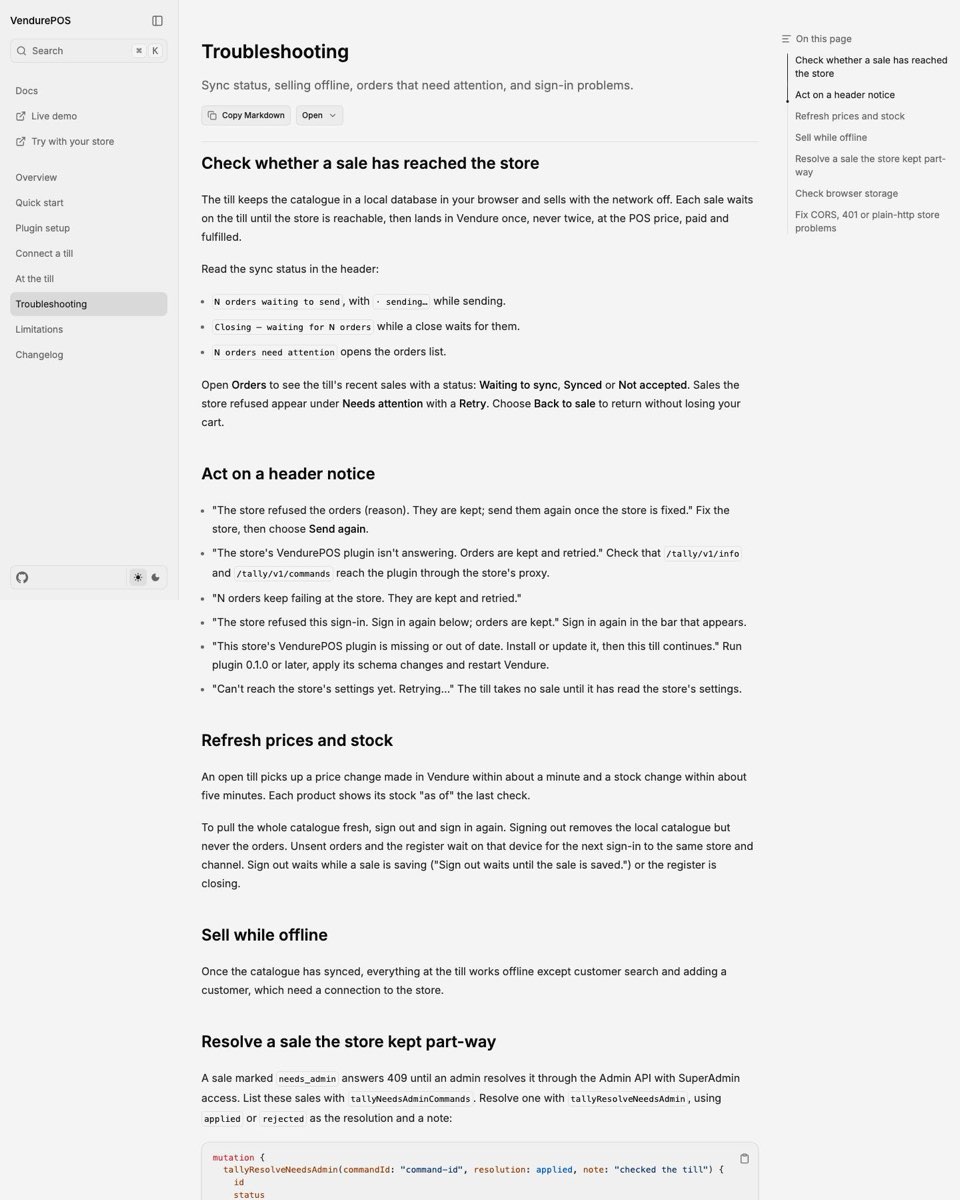 VendurePOS
Search
⌘ K
Docs
Live demo
Try with your store
Overview
Quick start
Plugin setup
Connect a till
At the till
Troubleshooting
Limitations
Changelog
Troubleshooting
Sync status, selling offline, orders that need attention, and sign-in problems.
Copy Markdown
Open
Check whether a sale has reached the store
The till keeps the catalogue in a local database in your browser and sells with the network off. Each sale waits
on the till until the store is reachable, then lands in Vendure once, never twice, at the POS price, paid and
fulfilled.
Read the sync status in the header:
• N orders waiting to send, with · sending… while sending.
• Closing — waiting for N orders while a close waits for them.
• N orders need attention opens the orders list.
Open Orders to see the till's recent sales with a status: Waiting to sync, Synced or Not accepted. Sales the
store refused appear under Needs attention with a Retry. Choose Back to sale to return without losing your
cart.
Act on a header notice
• "The store refused the orders (reason). They are kept; send them again once the store is fixed." Fix the
store, then choose Send again.
• "The store's VendurePOS plugin isn't answering. Orders are kept and retried." Check that /tally/v1/info
and /tally/v1/commands reach the plugin through the store's proxy.
• "N orders keep failing at the store. They are kept and retried."
• "The store refused this sign-in. Sign in again below; orders are kept." Sign in again in the bar that appears.
• "This store's VendurePOS plugin is missing or out of date. Install or update it, then this till continues." Run
plugin 0.1.0 or later, apply its schema changes and restart Vendure.
• "Can't reach the store's settings yet. Retrying..." The till takes no sale until it has read the store's settings.
Refresh prices and stock
An open till picks up a price change made in Vendure within about a minute and a stock change within about
five minutes. Each product shows its stock "as of" the last check.
To pull the whole catalogue fresh, sign out and sign in again. Signing out removes the local catalogue but
never the orders. Unsent orders and the register wait on that device for the next sign-in to the same store and
channel. Sign out waits while a sale is saving ("Sign out waits until the sale is saved.") or the register is
closing.
Sell while offline
Once the catalogue has synced, everything at the till works offline except customer search and adding a
customer, which need a connection to the store.
Resolve a sale the store kept part-way
A sale marked needs_admin answers 409 until an admin resolves it through the Admin API with SuperAdmin
access. List these sales with tallyNeedsAdminCommands. Resolve one with tallyResolveNeedsAdmin, using
applied or rejected as the resolution and a note:
mutation {
tallyResolveNeedsAdmin(commandId: "command-id", resolution: applied, note: "checked the till") {
id
status
On this page
Check whether a sale has reached
the store
Act on a header notice
Refresh prices and stock
Sell while offline
Resolve a sale the store kept part-
way
Check browser storage
Fix CORS, 401 or plain-http store
problems